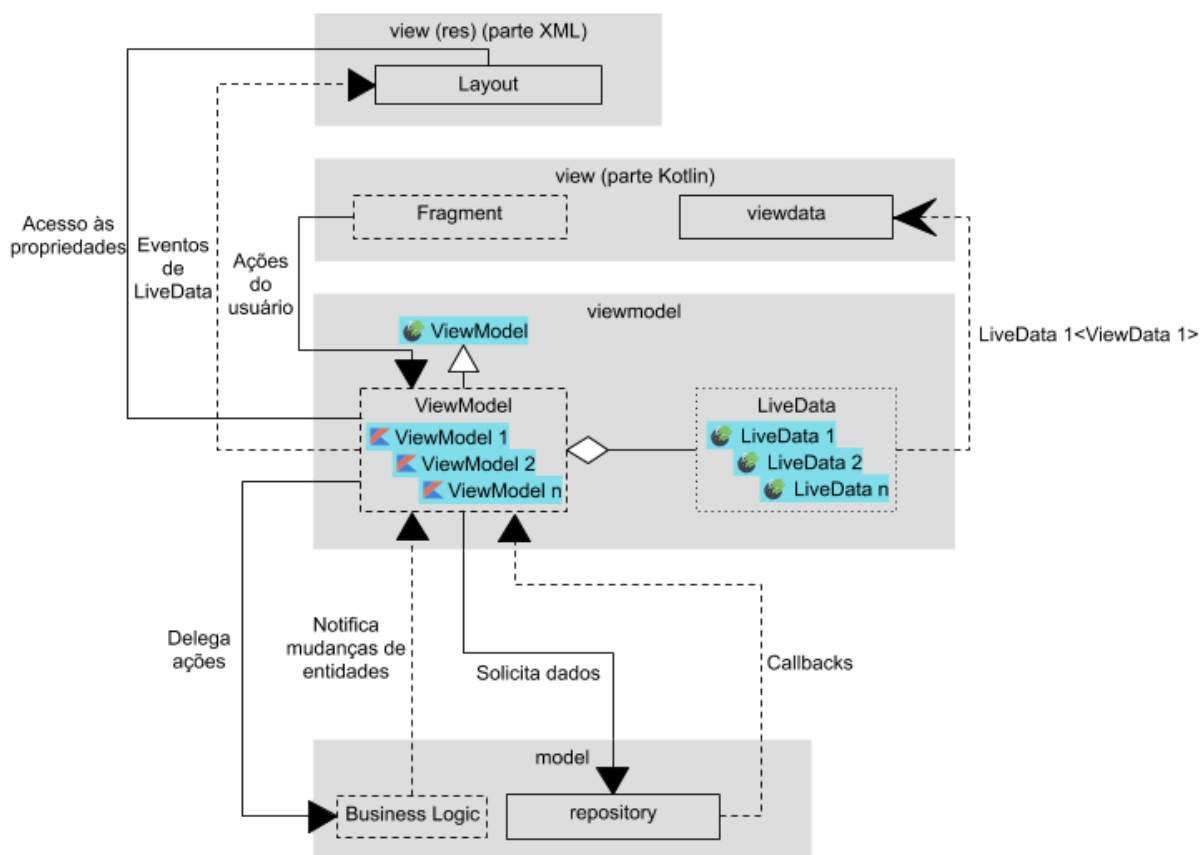 view (res) (parte XML)
Layout
view (parte Kotlin)
Fragment
viewdata
Acesso às
propriedades
Eventos
de
LiveData
Ações
do
usuário
viewmodel
ViewModel
LiveData 1<ViewData 1>
ViewModel
ViewModel 1
ViewModel 2
ViewModel n
LiveData
LiveData 1
LiveData 2
LiveData n
Delega
ações
Notifica
mudanças de
entidades
Solicita dados
Callbacks
model
Business Logic
repository